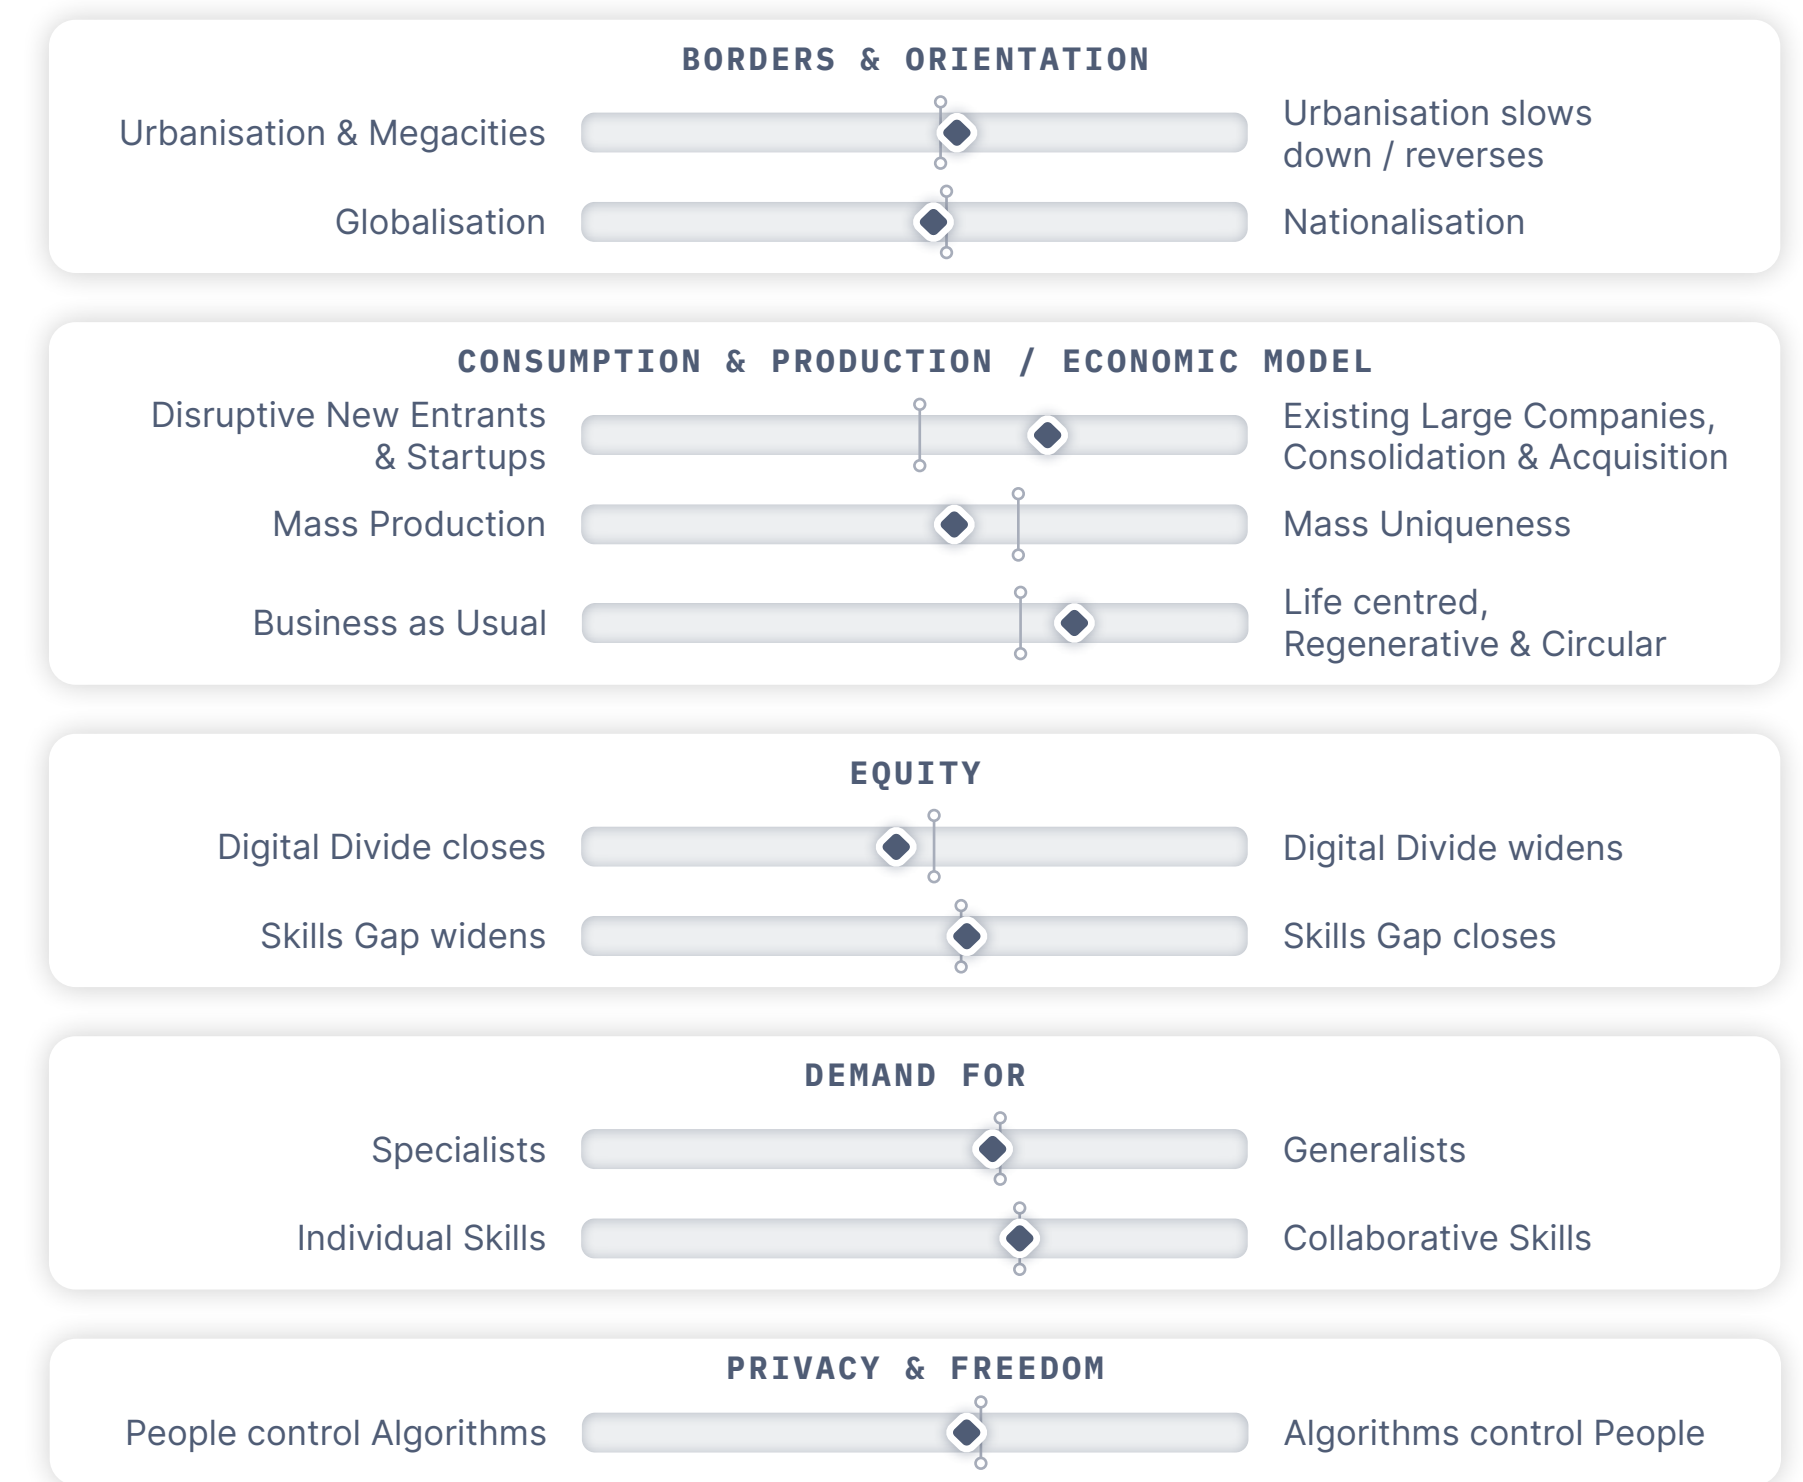 BORDERS & ORIENTATION
Urbanisation & Megacities
Urbanisation slows
down / reverses
Globalisation
Nationalisation
CONSUMPTION & PRODUCTION / ECONOMIC MODEL
Disruptive New Entrants
& Startups
Existing Large Companies,
Consolidation & Acquisition
Mass Production
Mass Uniqueness
Business as Usual
Life centred,
Regenerative & Circular
EQUITY
Digital Divide closes
Digital Divide widens
Skills Gap widens
Skills Gap closes
DEMAND FOR
Specialists
Generalists
Individual Skills
Collaborative Skills
PRIVACY & FREEDOM
People control Algorithms
Algorithms control People